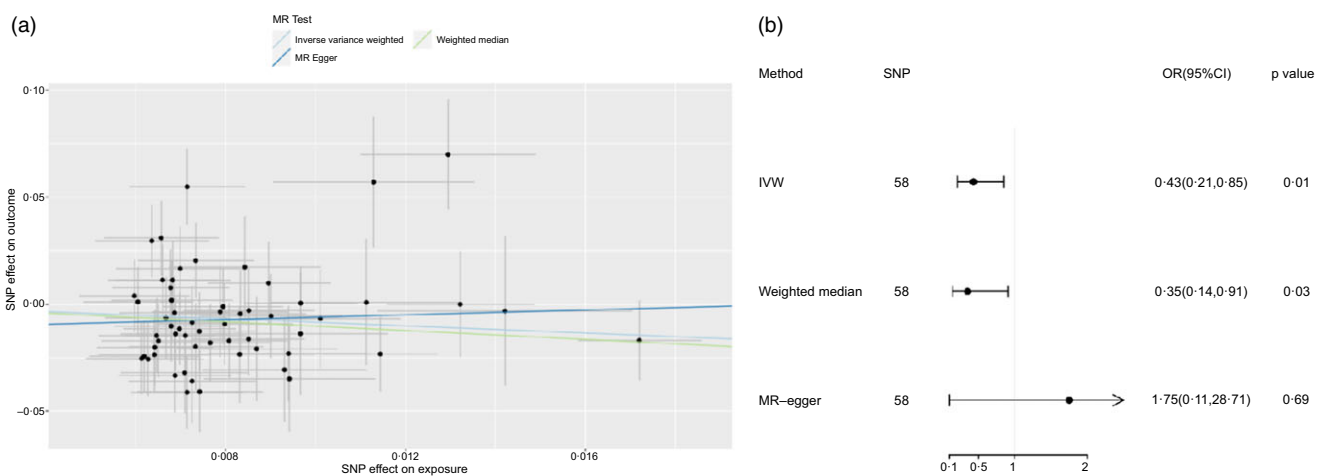 (a)
MR Test
Inverse variance weighted
Weighted median
MR Egger
SNP effect on outcome
0·10
0·05
0·00
–0·05
0·008
0·012
0·016
SNP effect on exposure
(b)
Method SNP OR(95%CI) p value
IVW 58 0·43(0·21,0·85) 0·01
Weighted median 58 0·35(0·14,0·91) 0·03
MR–egger 58 1·75(0·11,28·71) 0·69
0·1 0·5 1 2